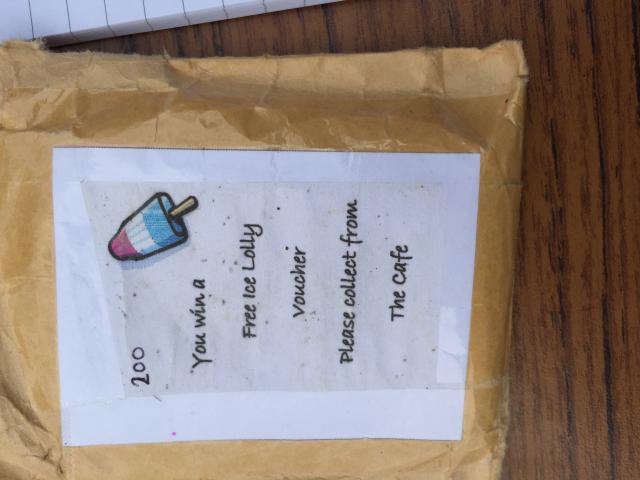 200
You win a
Free Ice Lolly
Voucher
Please collect from
The Cafe